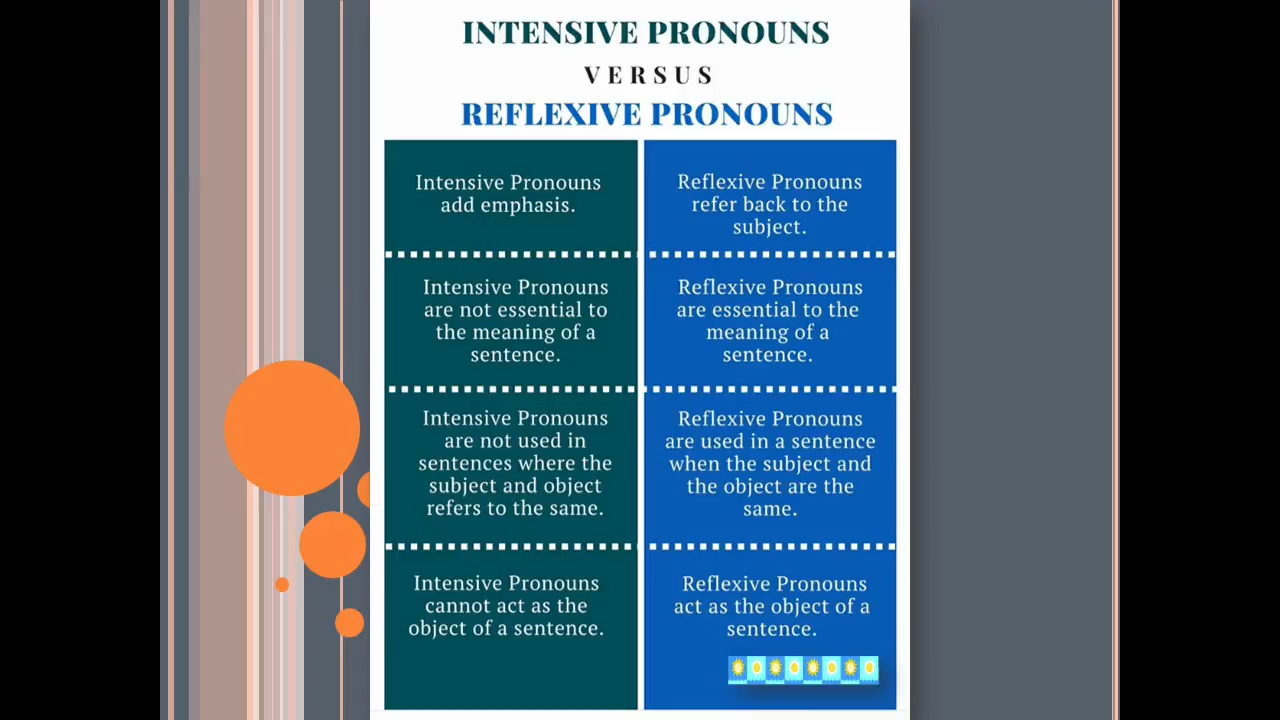 INTENSIVE PRONOUNS
VERSUS
REFLEXIVE PRONOUNS
Intensive Pronouns
add emphasis.
Reflexive Pronouns
refer back to the
subject.
Intensive Pronouns
are not essential to
the meaning of a
sentence.
Reflexive Pronouns
are essential to the
meaning of a
sentence.
Intensive Pronouns
are not used in
sentences where the
subject and object
refers to the same.
Reflexive Pronouns
are used in a sentence
when the subject and
the object are the
same.
Intensive Pronouns
cannot act as the
object of a sentence.
Reflexive Pronouns
act as the object of a
sentence.